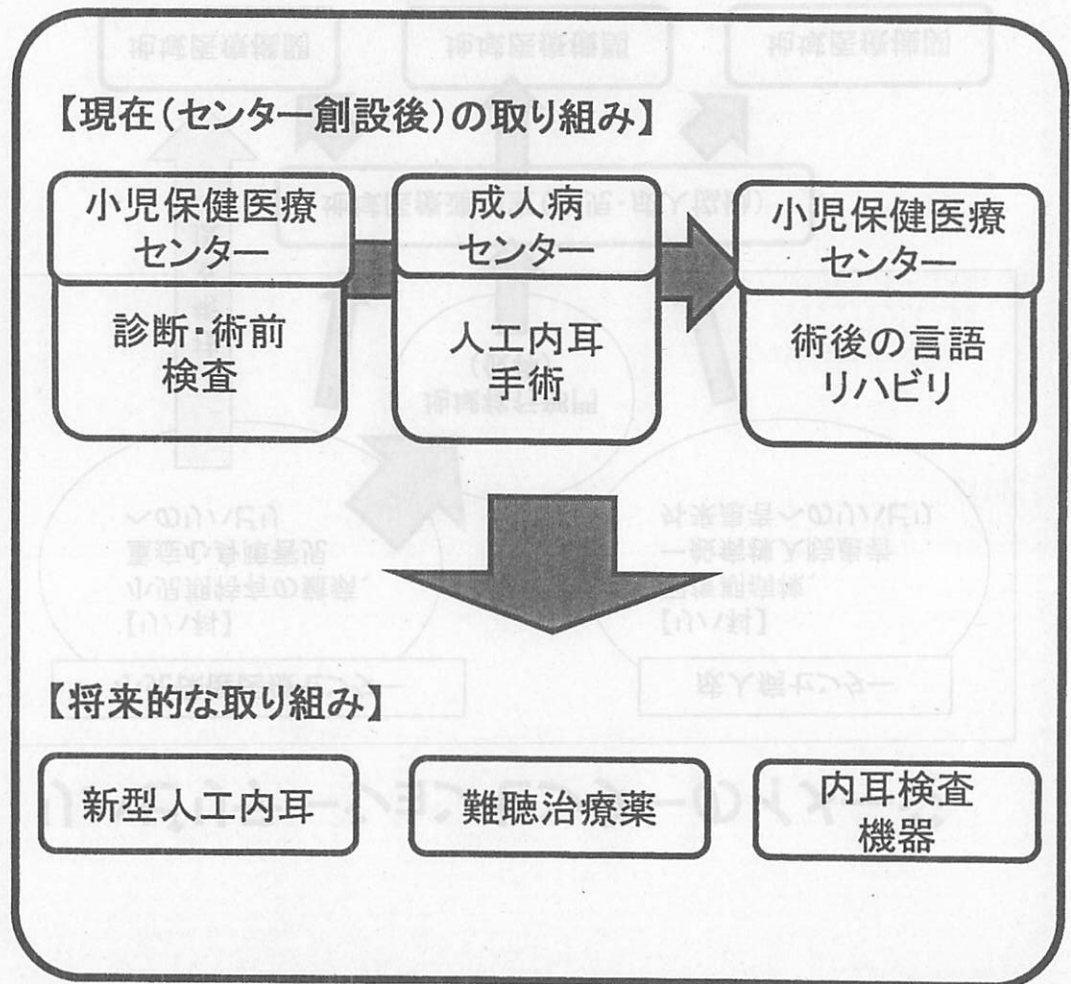 【現在(センター創設後)の取り組み】
小児保健医療
センター
診断・術前
検査
成人病
センター
人工内耳
手術
小児保健医療
センター
術後の言語
リハビリ
【将来的な取り組み】
新型人工内耳
難聴治療薬
内耳検査
機器